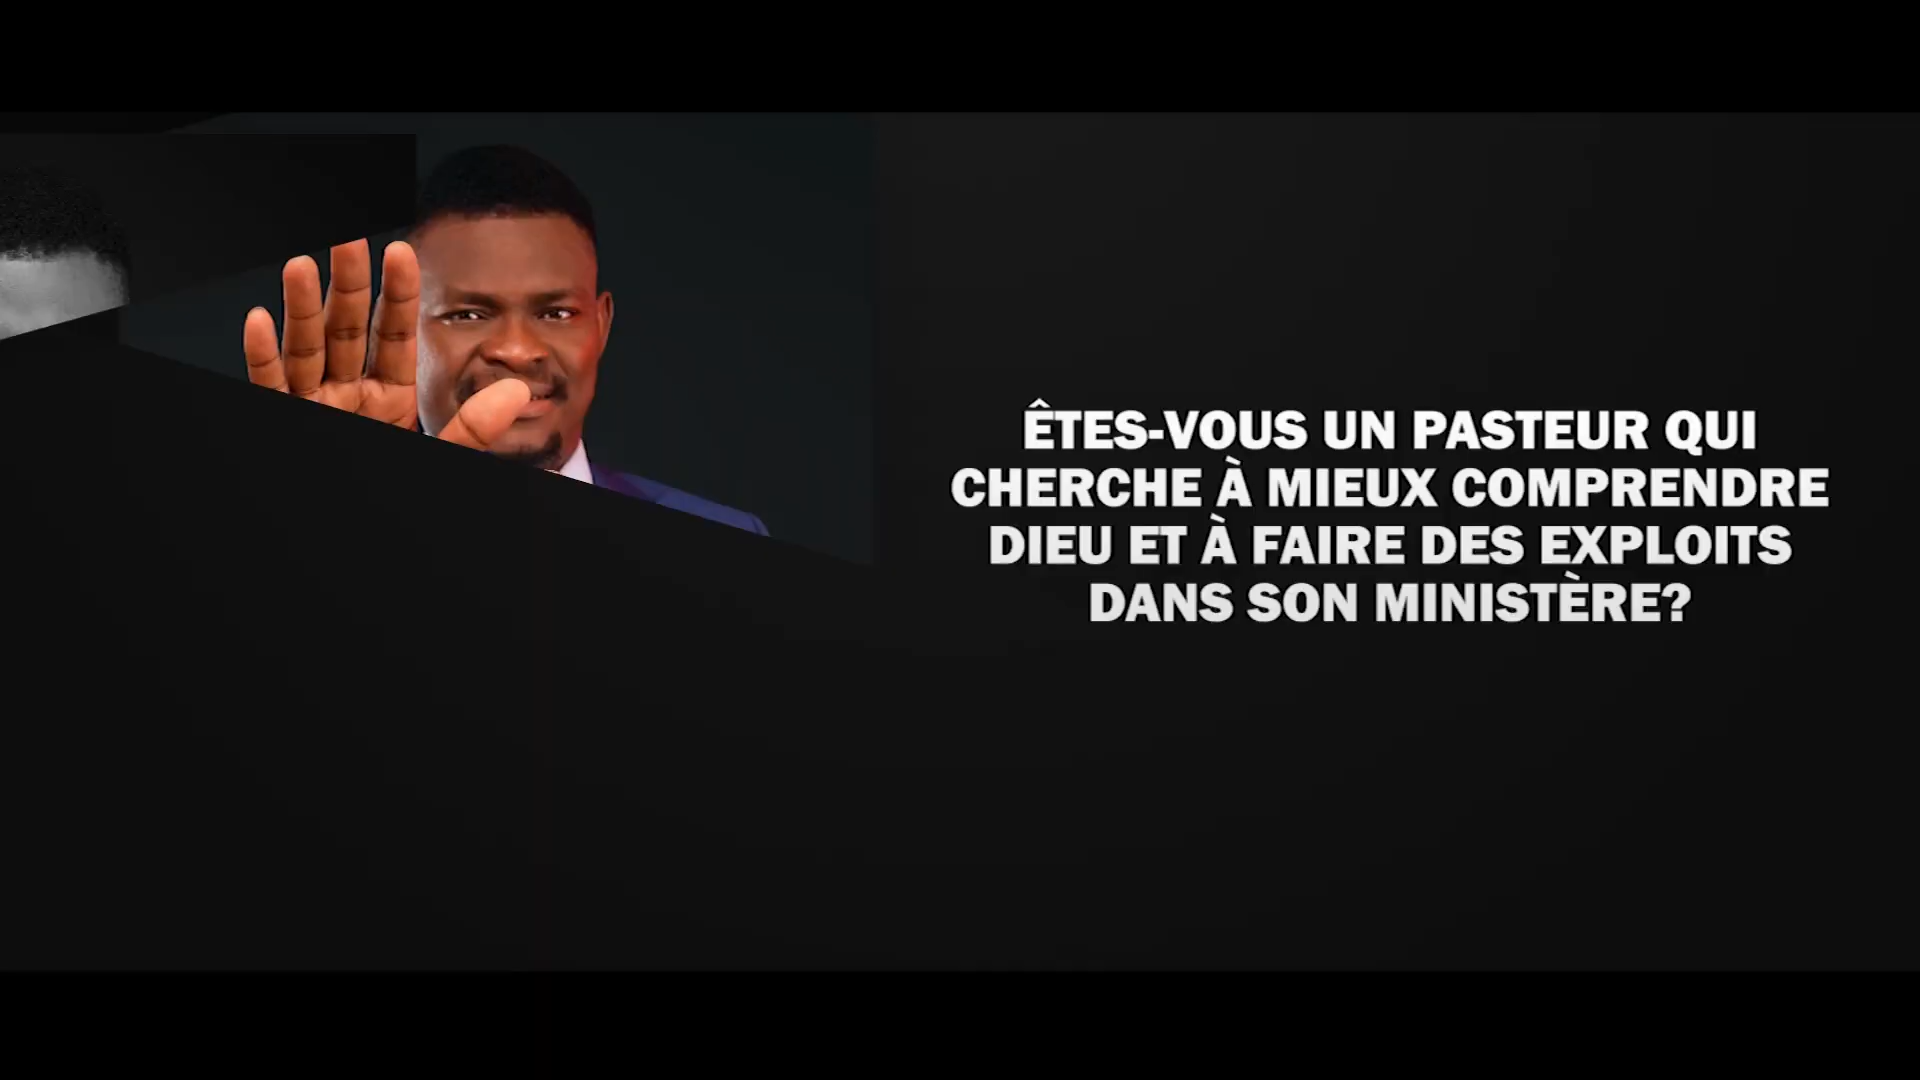 ÊTES-VOUS UN PASTEUR QUI
CHERCHE À MIEUX COMPRENDRE
DIEU ET À FAIRE DES EXPLOITS
DANS SON MINISTÈRE?